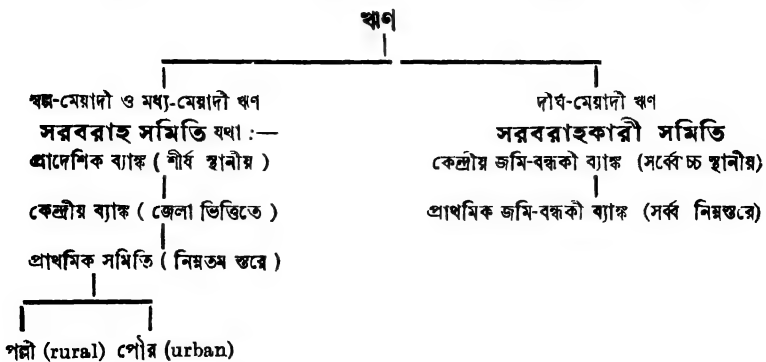 ঋণ
স্বল্প-মেয়াদী ও মধ্য-মেয়াদী ঋণ
সরবরাহ সমিতি যথা :—
প্রাদেশিক ব্যাঙ্ক ( শীর্ষ স্থানীয় )
কেন্দ্রীয় ব্যাঙ্ক ( জেলা ভিত্তিতে )
প্রাথমিক সমিতি ( নিম্নতম স্তরে )
পল্লী (rural) পৌর (urban)
দীর্ঘ-মেয়াদী ঋণ
সরবরাহকারী সমিতি
কেন্দ্রীয় জমি-বন্ধকী ব্যাঙ্ক (সর্ব্বোচ্চ স্থানীয়)
প্রাথমিক জমি-বন্ধকী ব্যাঙ্ক (সর্ব্ব নিম্নস্তরে)